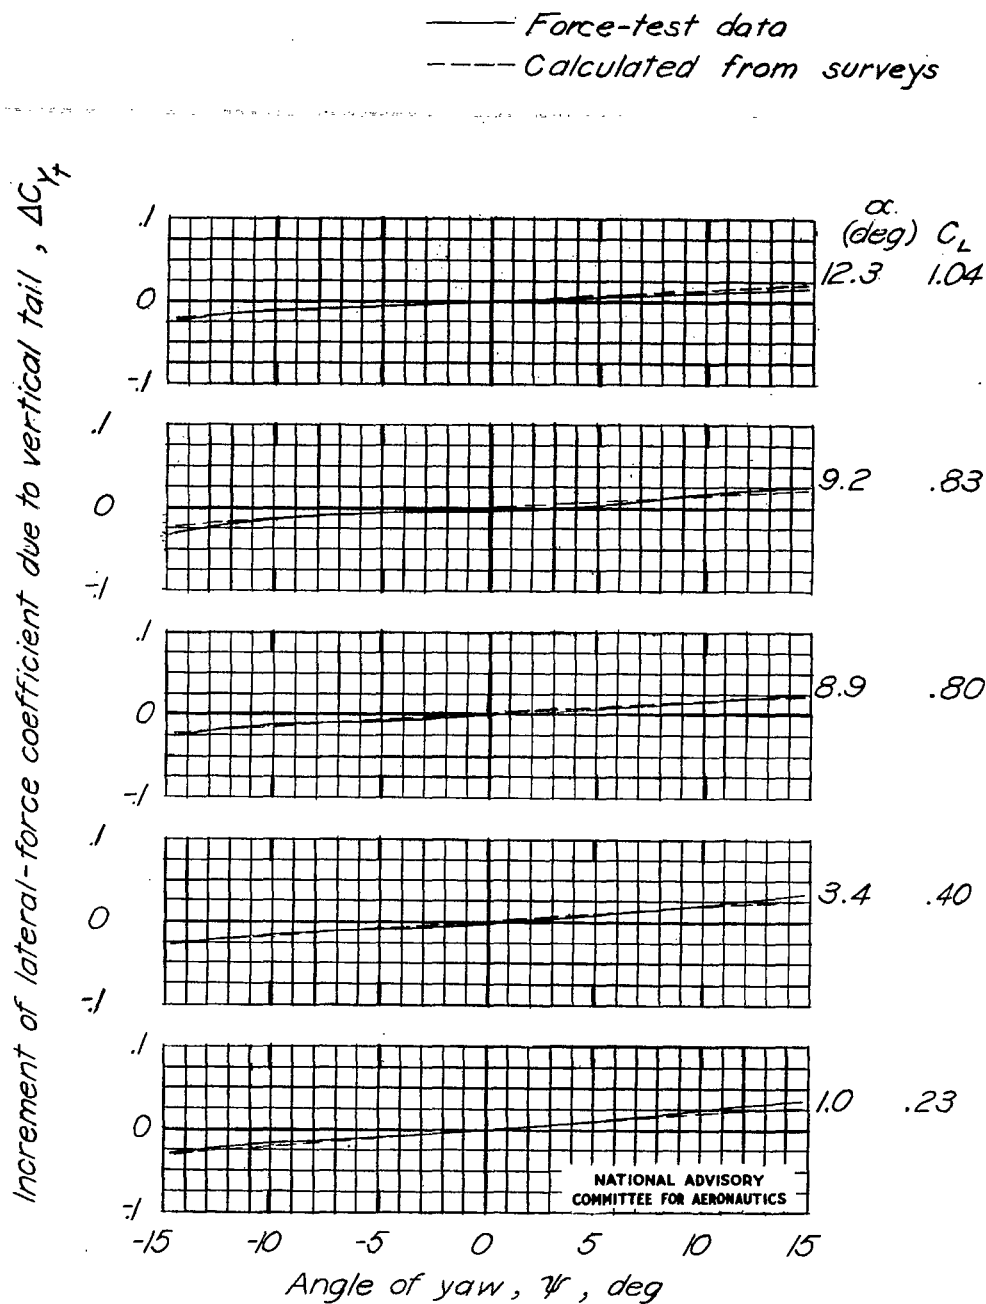 Force-test data
Calculated from surveys
Increment of lateral-force coefficient due to vertical tail, ΔC_Yt
α
(deg) C_L
.1
0
-.1
12.3 1.04
.1
0
-.1
9.2 .83
.1
0
-.1
8.9 .80
.1
0
-.1
3.4 .40
.1
0
-.1
1.0 .23
NATIONAL ADVISORY
COMMITTEE FOR AERONAUTICS
-15 -10 -5 0 5 10 15
Angle of yaw, ψ, deg